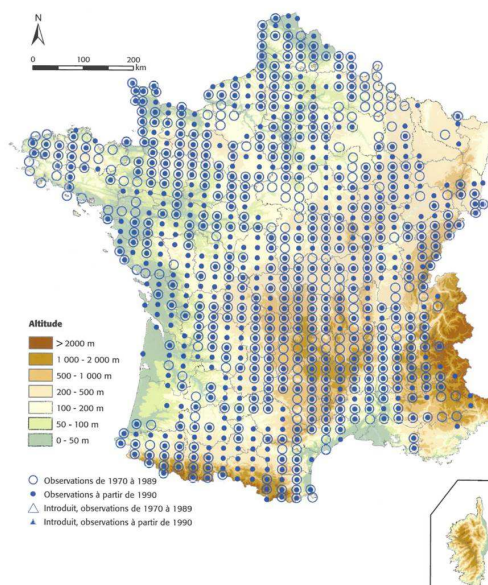 N
0 100 200
km
Altitude
> 2000 m
1 000 - 2 000 m
500 - 1 000 m
200 - 500 m
100 - 200 m
50 - 100 m
0 - 50 m
Observations de 1970 à 1989
Observations à partir de 1990
Introduit, observations de 1970 à 1989
Introduit, observations à partir de 1990